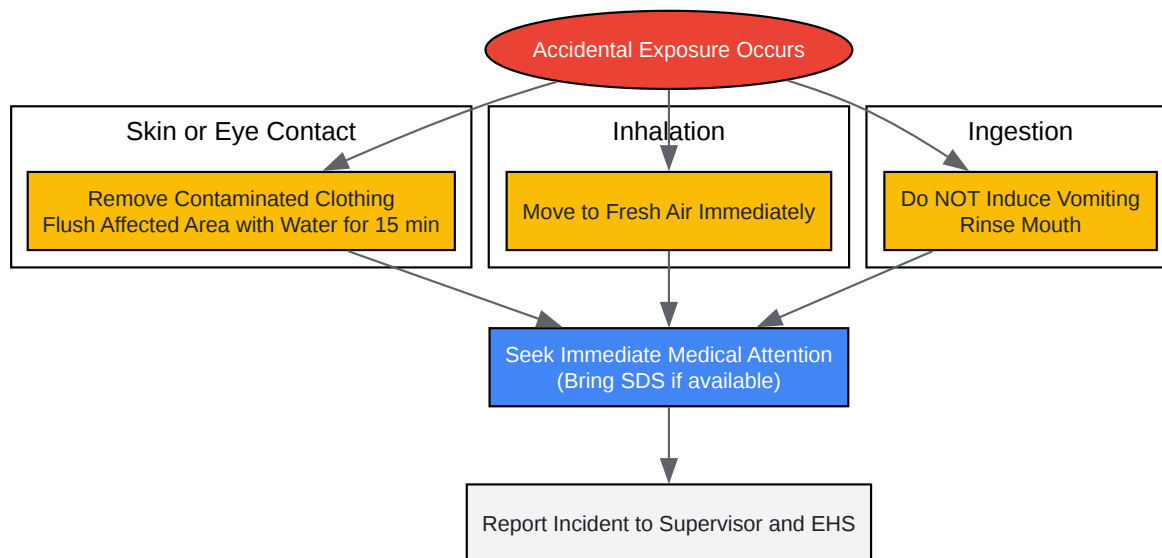 Accidental Exposure Occurs
Skin or Eye Contact
Remove Contaminated Clothing
Flush Affected Area with Water for 15 min
Inhalation
Move to Fresh Air Immediately
Ingestion
Do NOT Induce Vomiting
Rinse Mouth
Seek Immediate Medical Attention
(Bring SDS if available)
Report Incident to Supervisor and EHS